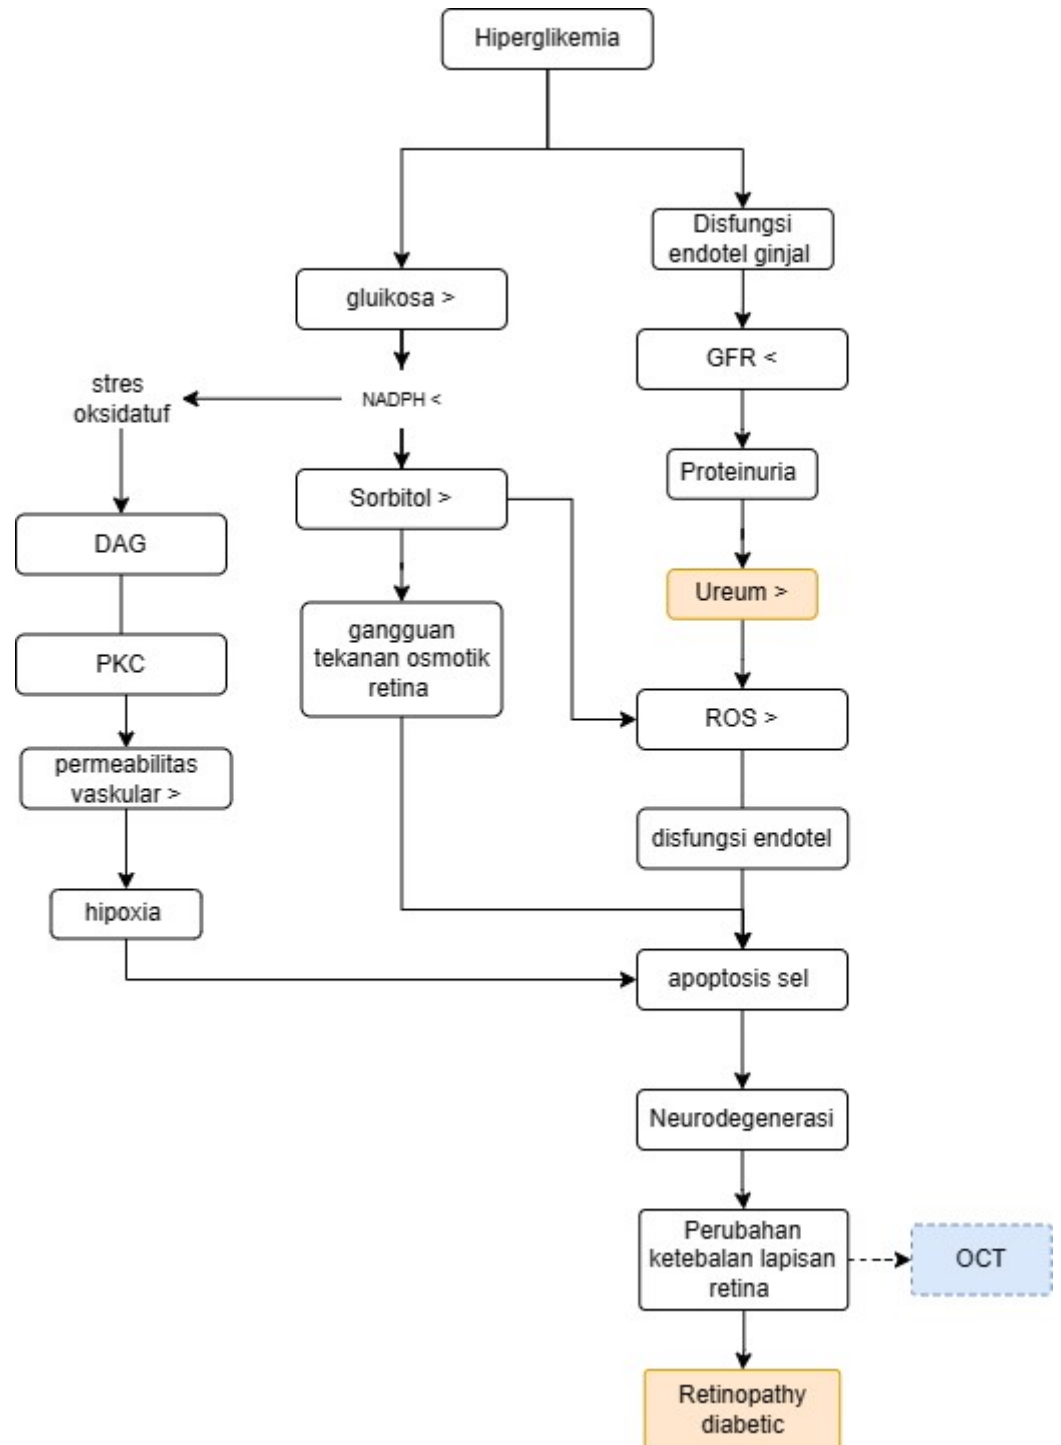 Hiperglikemia
Disfungsi
endotel ginjal
gluikosa >
GFR <
stres
oksidatuf
NADPH <
Proteinuria
Sorbitol >
DAG
Ureum >
gangguan
tekanan osmotik
retina
PKC
ROS >
permeabilitas
vaskular >
disfungsi endotel
hipoxia
apoptosis sel
Neurodegenerasi
Perubahan
ketebalan lapisan
retina
OCT
Retinopathy
diabetic